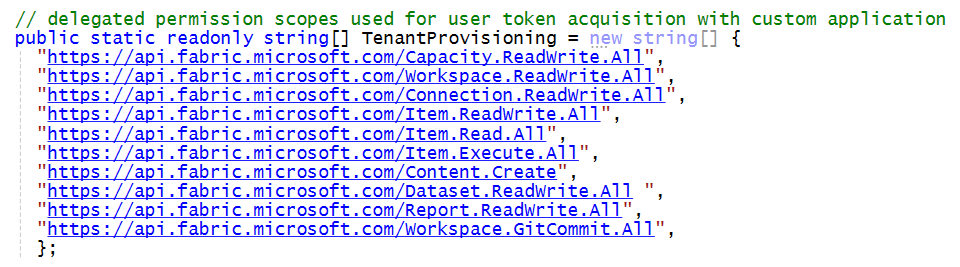 // delegated permission scopes used for user token acquisition with custom application
public static readonly string[] TenantProvisioning = new string[] {
  "https://api.fabric.microsoft.com/Capacity.ReadWrite.All",
  "https://api.fabric.microsoft.com/Workspace.ReadWrite.All",
  "https://api.fabric.microsoft.com/Connection.ReadWrite.All",
  "https://api.fabric.microsoft.com/Item.ReadWrite.All",
  "https://api.fabric.microsoft.com/Item.Read.All",
  "https://api.fabric.microsoft.com/Item.Execute.All",
  "https://api.fabric.microsoft.com/Content.Create",
  "https://api.fabric.microsoft.com/Dataset.ReadWrite.All ",
  "https://api.fabric.microsoft.com/Report.ReadWrite.All",
  "https://api.fabric.microsoft.com/Workspace.GitCommit.All",
  };